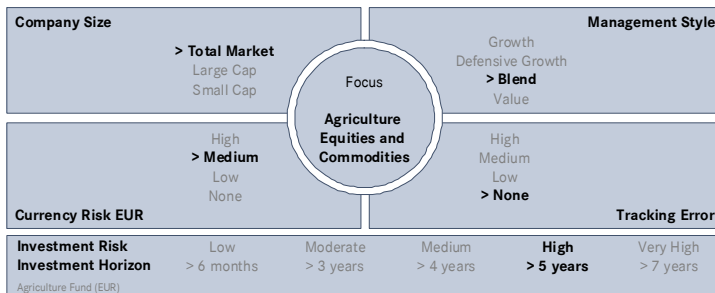 Company Size
Management Style
> Total Market
Large Cap
Small Cap
Growth
Defensive Growth
> Blend
Value
Focus
Agriculture
Equities and
Commodities
High
> Medium
Low
None
High
Medium
Low
> None
Currency Risk EUR
Tracking Error
Investment Risk Low Moderate Medium High Very High
Investment Horizon > 6 months > 3 years > 4 years > 5 years > 7 years
Agriculture Fund (EUR)